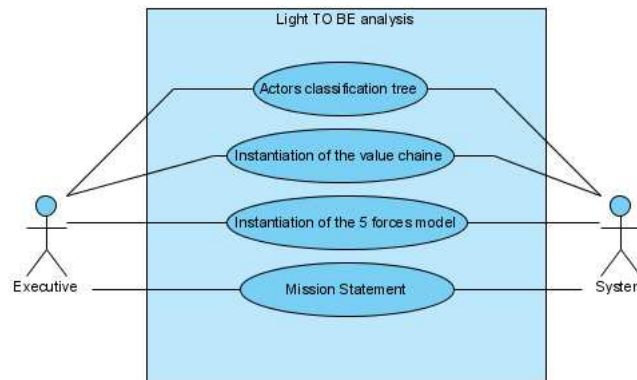 Light TO BE analysis
Actors classification tree
Instantiation of the value chaine
Instantiation of the 5 forces model
Executive
System
Mission Statement